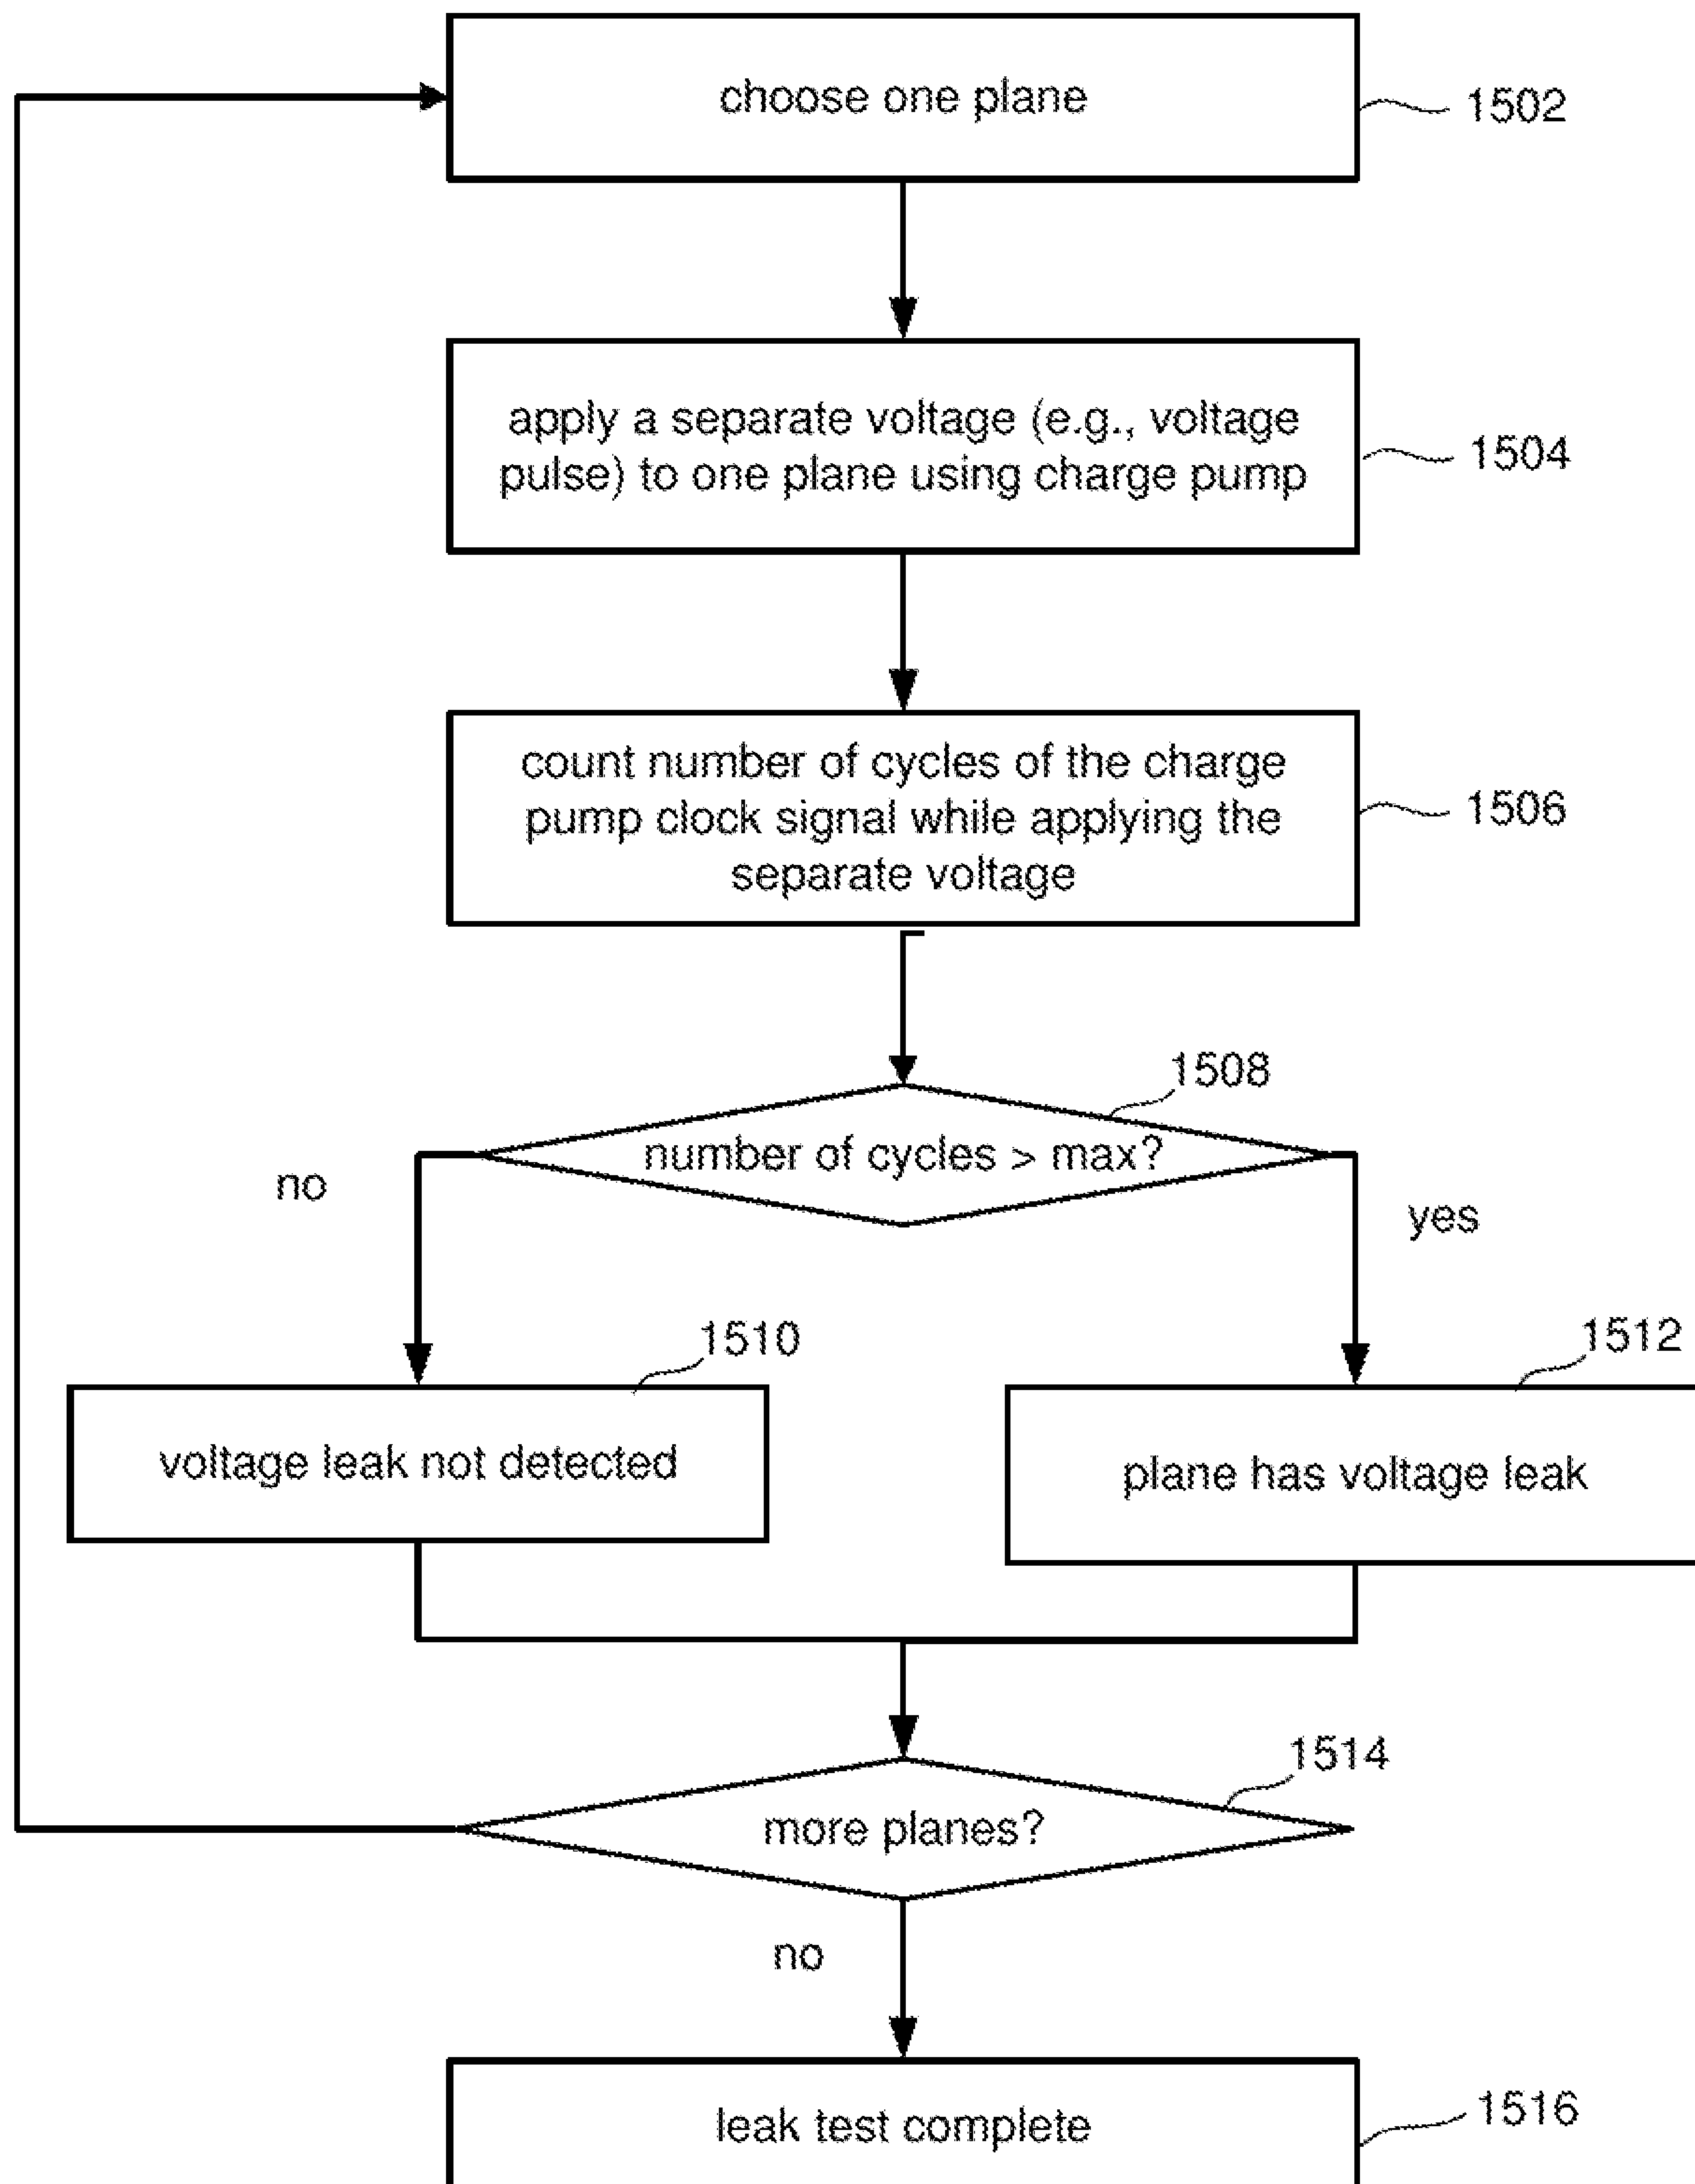 choose one plane
1502
apply a separate voltage (e.g., voltage
pulse) to one plane using charge pump
1504
count number of cycles of the charge
pump clock signal while applying the
separate voltage
1506
1508
number of cycles > max?
no
yes
1510
1512
voltage leak not detected
plane has voltage leak
1514
more planes?
no
leak test complete
1516